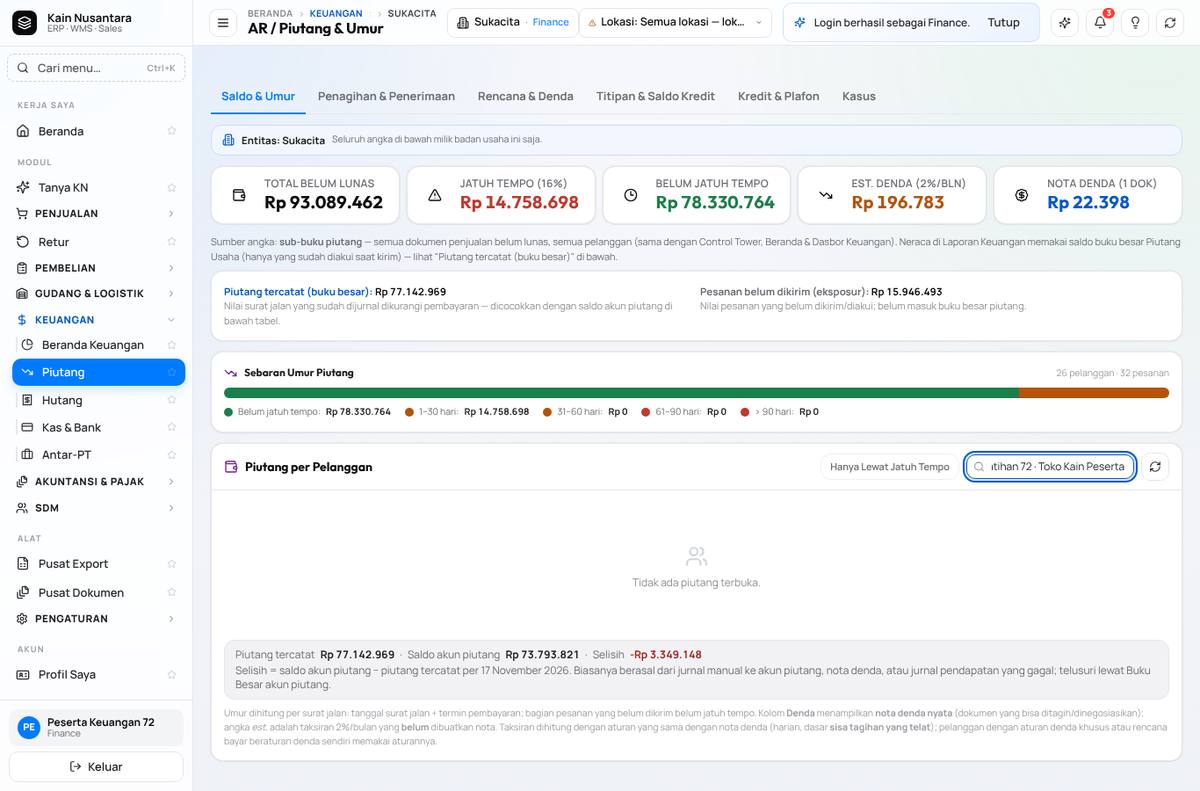 Kain Nusantara
ERP · WMS · Sales
Cari menu... Ctrl+K
KERJA SAYA
Beranda
MODUL
Tanya KN
PENJUALAN
Retur
PEMBELIAN
GUDANG & LOGISTIK
KEUANGAN
Beranda Keuangan
Piutang
Hutang
Kas & Bank
Antar-PT
AKUNTANSI & PAJAK
SDM
ALAT
Pusat Export
Pusat Dokumen
PENGATURAN
AKUN
Profil Saya
PE
Peserta Keuangan 72
Finance
Keluar
BERANDA › KEUANGAN › SUKACITA
AR / Piutang & Umur
Sukacita · Finance
Lokasi: Semua lokasi — lok...
Login berhasil sebagai Finance. Tutup
3
Saldo & Umur Penagihan & Penerimaan Rencana & Denda Titipan & Saldo Kredit Kredit & Plafon Kasus
Entitas: Sukacita Seluruh angka di bawah milik badan usaha ini saja.
TOTAL BELUM LUNAS
Rp 93.089.462
JATUH TEMPO (16%)
Rp 14.758.698
BELUM JATUH TEMPO
Rp 78.330.764
EST. DENDA (2%/BLN)
Rp 196.783
NOTA DENDA (1 DOK)
Rp 22.398
Sumber angka: sub-buku piutang — semua dokumen penjualan belum lunas, semua pelanggan (sama dengan Control Tower, Beranda & Dasbor Keuangan). Neraca di Laporan Keuangan memakai saldo buku besar Piutang
Usaha (hanya yang sudah diakui saat kirim) — lihat "Piutang tercatat (buku besar)" di bawah.
Piutang tercatat (buku besar): Rp 77.142.969
Nilai surat jalan yang sudah dijurnal dikurangi pembayaran — dicocokkan dengan saldo akun piutang di
bawah tabel.
Pesanan belum dikirim (eksposur): Rp 15.946.493
Nilai pesanan yang belum dikirim/diakui; belum masuk buku besar piutang.
Sebaran Umur Piutang 26 pelanggan · 32 pesanan
Belum jatuh tempo: Rp 78.330.764 1–30 hari: Rp 14.758.698 31–60 hari: Rp 0 61–90 hari: Rp 0 > 90 hari: Rp 0
Piutang per Pelanggan Hanya Lewat Jatuh Tempo tihan 72 · Toko Kain Peserta
Tidak ada piutang terbuka.
Piutang tercatat Rp 77.142.969 · Saldo akun piutang Rp 73.793.821 · Selisih -Rp 3.349.148
Selisih = saldo akun piutang − piutang tercatat per 17 November 2026. Biasanya berasal dari jurnal manual ke akun piutang, nota denda, atau jurnal pendapatan yang gagal; telusuri lewat Buku
Besar akun piutang.
Umur dihitung per surat jalan: tanggal surat jalan + termin pembayaran; bagian pesanan yang belum dikirim belum jatuh tempo. Kolom Denda menampilkan nota denda nyata (dokumen yang bisa ditagih/dinegosiasikan);
angka est. adalah taksiran 2%/bulan yang belum dibuatkan nota. Taksiran dihitung dengan aturan yang sama dengan nota denda (harian, dasar sisa tagihan yang telat); pelanggan dengan aturan denda khusus atau rencana
bayar beraturan denda sendiri memakai aturannya.